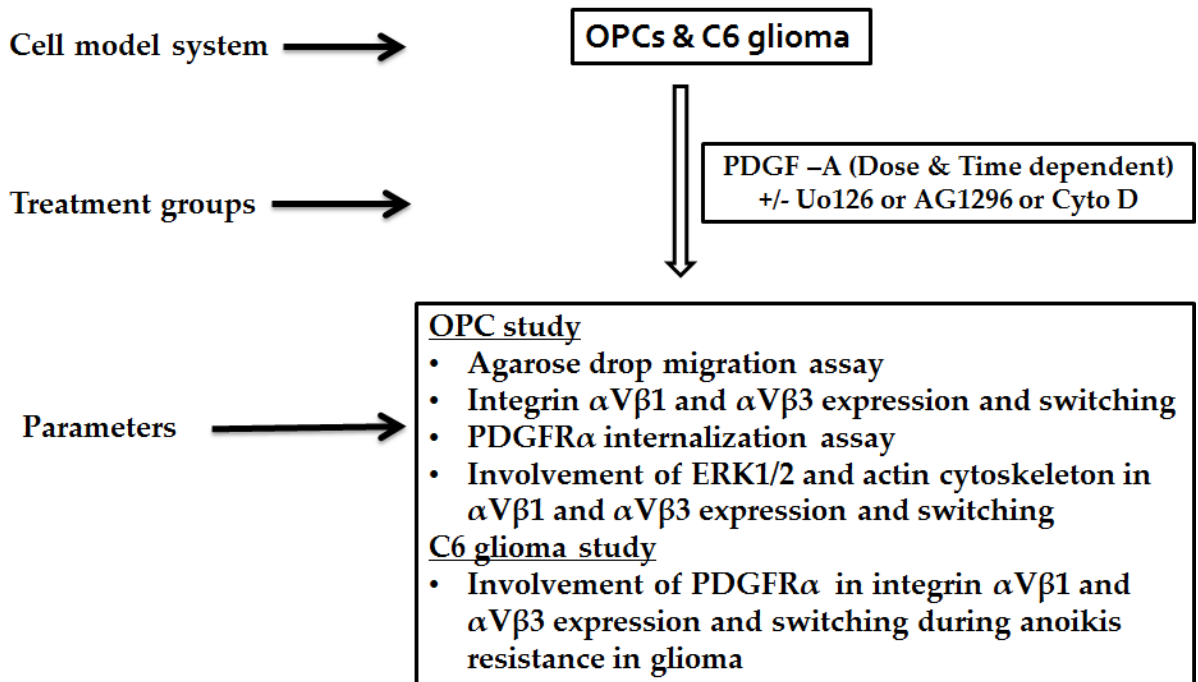 Cell model system
OPCs & C6 glioma
Treatment groups
PDGF –A (Dose & Time dependent)
+/- Uo126 or AG1296 or Cyto D
Parameters
OPC study
• Agarose drop migration assay
• Integrin αVβ1 and αVβ3 expression and switching
• PDGFRα internalization assay
• Involvement of ERK1/2 and actin cytoskeleton in
αVβ1 and αVβ3 expression and switching
C6 glioma study
• Involvement of PDGFRα in integrin αVβ1 and
αVβ3 expression and switching during anoikis
resistance in glioma